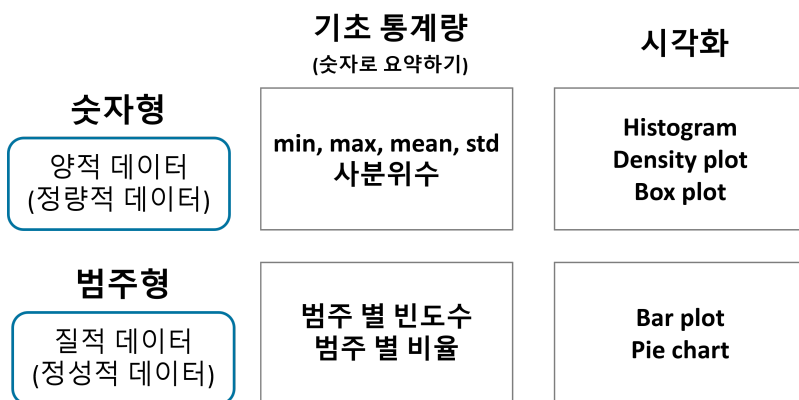 기초 통계량
(숫자로 요약하기)
시각화
숫자형
양적 데이터
(정량적 데이터)
min, max, mean, std
사분위수
Histogram
Density plot
Box plot
범주형
질적 데이터
(정성적 데이터)
범주 별 빈도수
범주 별 비율
Bar plot
Pie chart